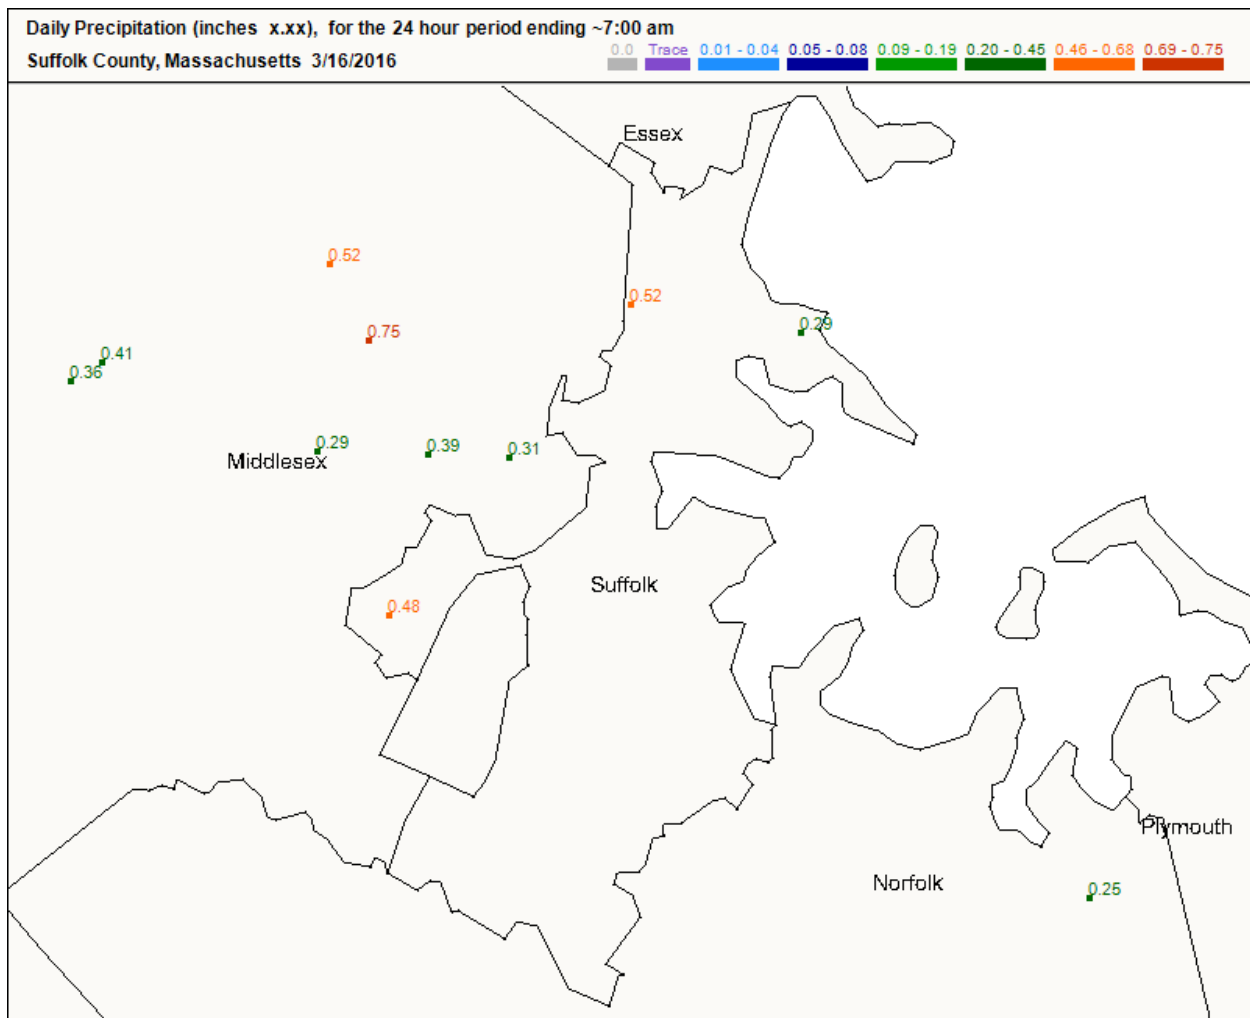 Daily Precipitation (inches x.xx), for the 24 hour period ending ~7:00 am
Suffolk County, Massachusetts 3/16/2016
0.0 Trace 0.01 - 0.04 0.05 - 0.08 0.09 - 0.19 0.20 - 0.45 0.46 - 0.68 0.69 - 0.75
Essex
0.52
0.52
0.29
0.75
0.41
0.36
0.29
0.39
0.31
Middlesex
Suffolk
0.48
Plymouth
Norfolk
0.25